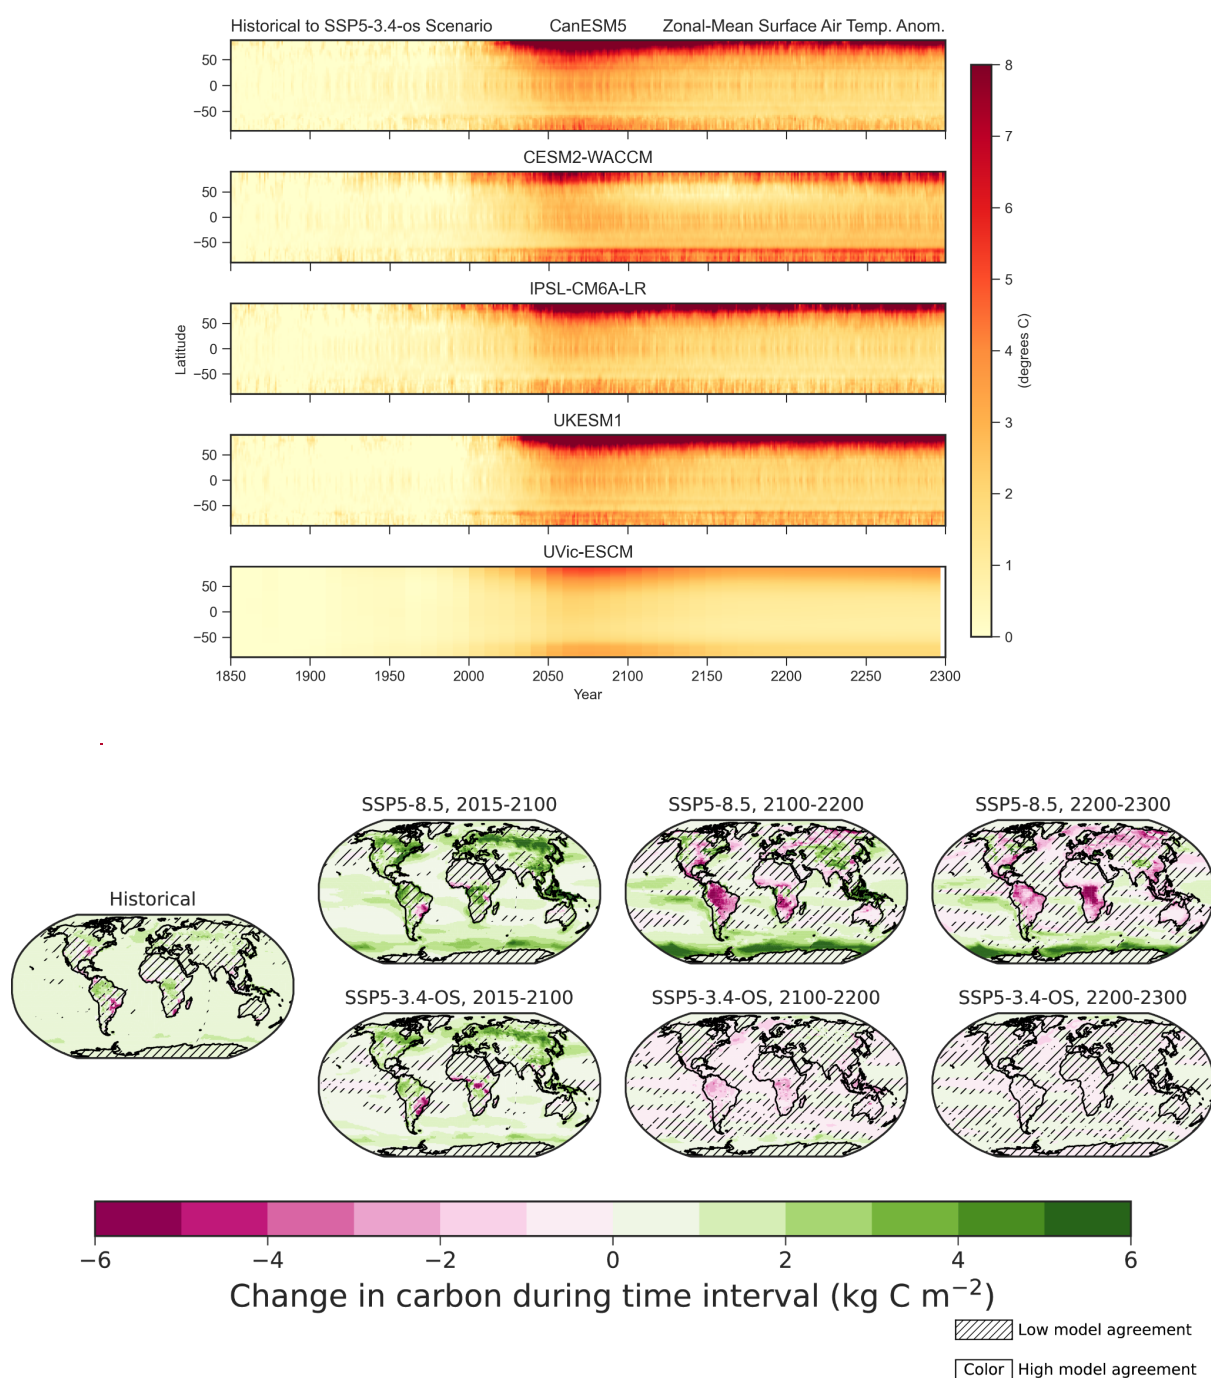 Historical to SSP5-3.4-os Scenario CanESM5 Zonal-Mean Surface Air Temp. Anom.
50
0
−50
CESM2-WACCM
50
0
−50
IPSL-CM6A-LR
50
0
−50
UKESM1
50
0
−50
UVic-ESCM
50
0
−50
Latitude
1850 1900 1950 2000 2050 2100 2150 2200 2250 2300
Year
8
7
6
5
4
3
2
1
0
(degrees C)
SSP5-8.5, 2015-2100 SSP5-8.5, 2100-2200 SSP5-8.5, 2200-2300
Historical
SSP5-3.4-OS, 2015-2100 SSP5-3.4-OS, 2100-2200 SSP5-3.4-OS, 2200-2300
−6 −4 −2 0 2 4 6
Change in carbon during time interval (kg C m⁻²)
Low model agreement
Color High model agreement